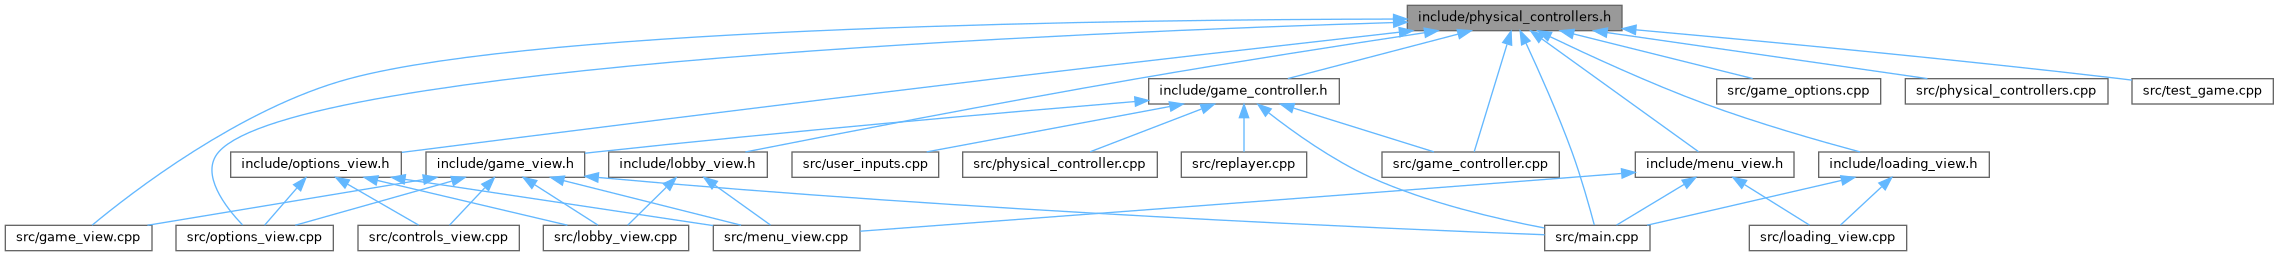 include/physical_controllers.h
include/game_controller.h
src/game_options.cpp
src/physical_controllers.cpp
src/test_game.cpp
include/options_view.h
include/game_view.h
include/lobby_view.h
src/user_inputs.cpp
src/physical_controller.cpp
src/replayer.cpp
src/game_controller.cpp
include/menu_view.h
include/loading_view.h
src/game_view.cpp
src/options_view.cpp
src/controls_view.cpp
src/lobby_view.cpp
src/menu_view.cpp
src/main.cpp
src/loading_view.cpp